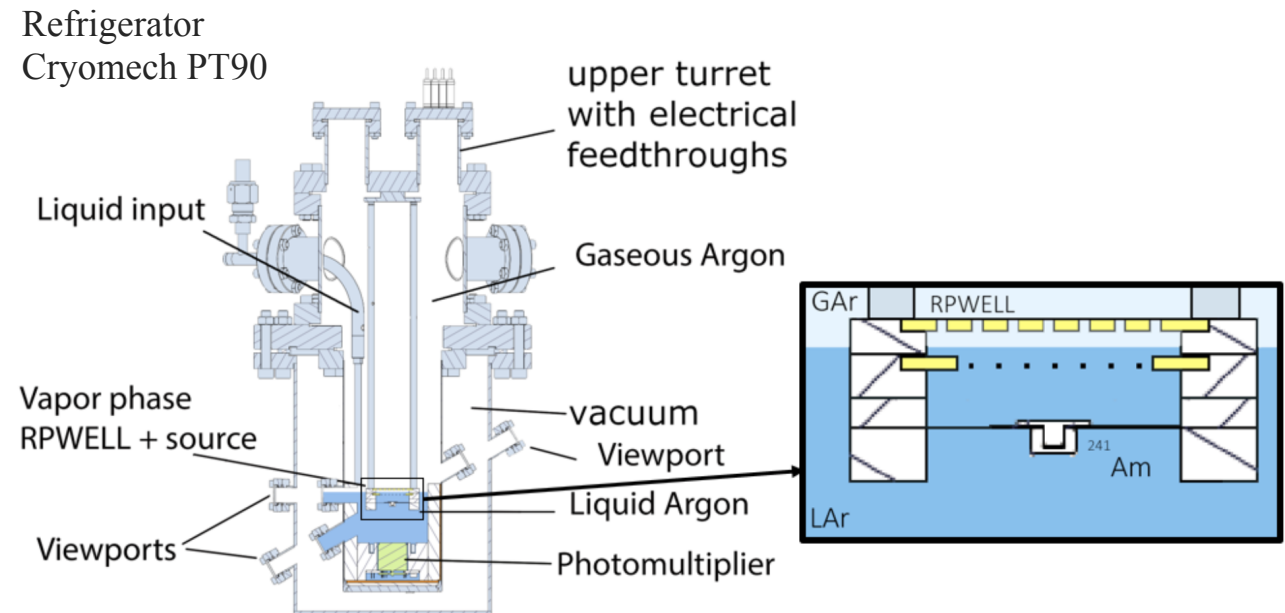 Refrigerator
Cryomech PT90
upper turret
with electrical
feedthroughs
Liquid input
Gaseous Argon
Vapor phase
RPWELL + source
vacuum
Viewport
Liquid Argon
Viewports
Photomultiplier
GAr
RPWELL
241
Am
LAr